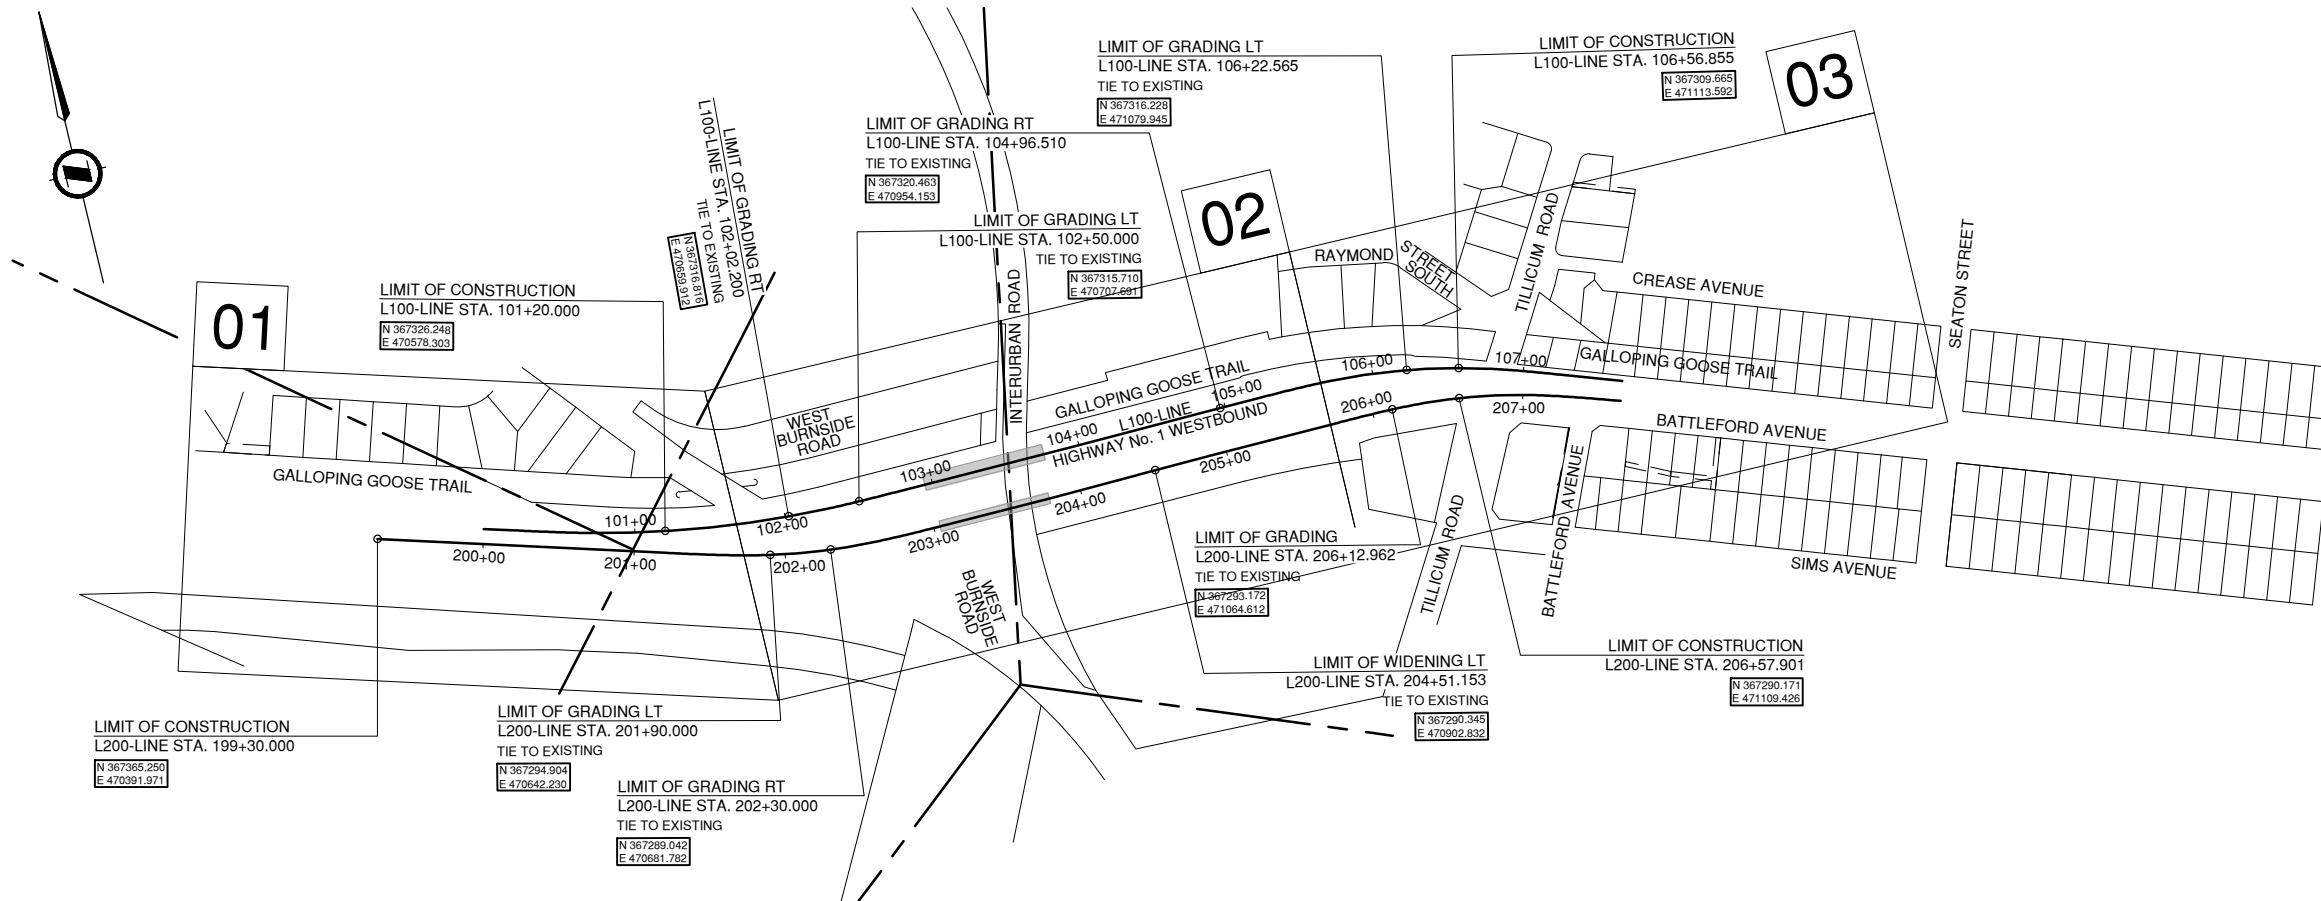 LIMIT OF GRADING LT
L100-LINE STA. 106+22.565
TIE TO EXISTING
N 367316.228
E 471079.945
LIMIT OF CONSTRUCTION
L100-LINE STA. 106+56.855
N 367309.665
E 471113.592
03
LIMIT OF GRADING RT
L100-LINE STA. 104+96.510
TIE TO EXISTING
N 367320.463
E 470954.153
LIMIT OF GRADING RT
L100-LINE STA. 102+02.200
TIE TO EXISTING
N 367316.816
E 470659.912
LIMIT OF GRADING LT
L100-LINE STA. 102+50.000
TIE TO EXISTING
N 367315.710
E 470707.691
02
01
LIMIT OF CONSTRUCTION
L100-LINE STA. 101+20.000
N 367326.248
E 470578.303
RAYMOND
STREET
SOUTH
TILLICUM ROAD
CREASE AVENUE
SEATON STREET
INTERURBAN ROAD
GALLOPING GOOSE TRAIL
GALLOPING GOOSE TRAIL
106+00
107+00
105+00
L100-LINE
104+00
HIGHWAY No. 1 WESTBOUND
WEST
BURNSIDE
ROAD
103+00
206+00
207+00
BATTLEFORD AVENUE
GALLOPING GOOSE TRAIL
101+00
102+00
205+00
204+00
203+00
200+00
201+00
202+00
BATTLEFORD AVENUE
TILLICUM ROAD
SIMS AVENUE
WEST
BURNSIDE
ROAD
LIMIT OF GRADING
L200-LINE STA. 206+12.962
TIE TO EXISTING
N 367293.172
E 471064.612
LIMIT OF WIDENING LT
L200-LINE STA. 204+51.153
TIE TO EXISTING
N 367290.345
E 470902.832
LIMIT OF CONSTRUCTION
L200-LINE STA. 206+57.901
N 367290.171
E 471109.426
LIMIT OF CONSTRUCTION
L200-LINE STA. 199+30.000
N 367365.250
E 470391.971
LIMIT OF GRADING LT
L200-LINE STA. 201+90.000
TIE TO EXISTING
N 367294.904
E 470642.230
LIMIT OF GRADING RT
L200-LINE STA. 202+30.000
TIE TO EXISTING
N 367289.042
E 470681.782